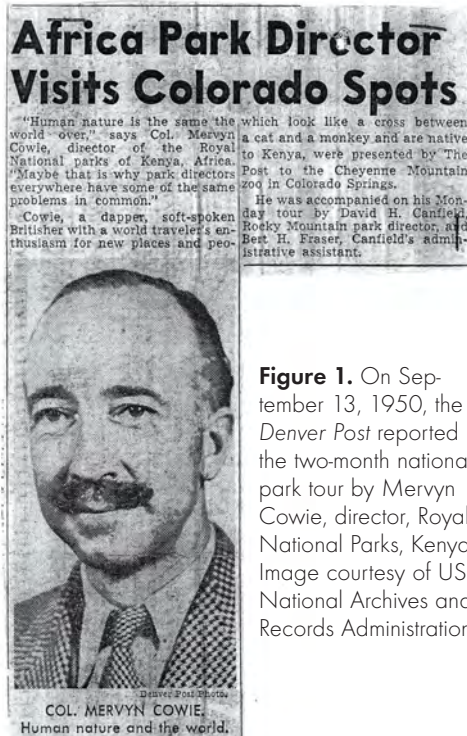 Africa Park Director
Visits Colorado Spots
"Human nature is the same the
world over," says Col. Mervyn
Cowie, director of the Royal
National parks of Kenya, Africa.
"Maybe that is why park directors
everywhere have some of the same
problems in common."
Cowie, a dapper, soft-spoken
Britisher with a world traveler's en-
thusiasm for new places and peo-
which look like a cross between
a cat and a monkey and are native
to Kenya, were presented by The
Post to the Cheyenne Mountain
zoo in Colorado Springs.
He was accompanied on his Mon-
day tour by David H. Canfield,
Rocky Mountain park director, and
Bert H. Fraser, Canfield's admin-
istrative assistant.
Denver Post Photo.
COL. MERVYN COWIE.
Human nature and the world.
Figure 1. On Sep-
tember 13, 1950, the
Denver Post reported
the two-month nationa
park tour by Mervyn
Cowie, director, Royal
National Parks, Kenya
Image courtesy of US
National Archives and
Records Administration